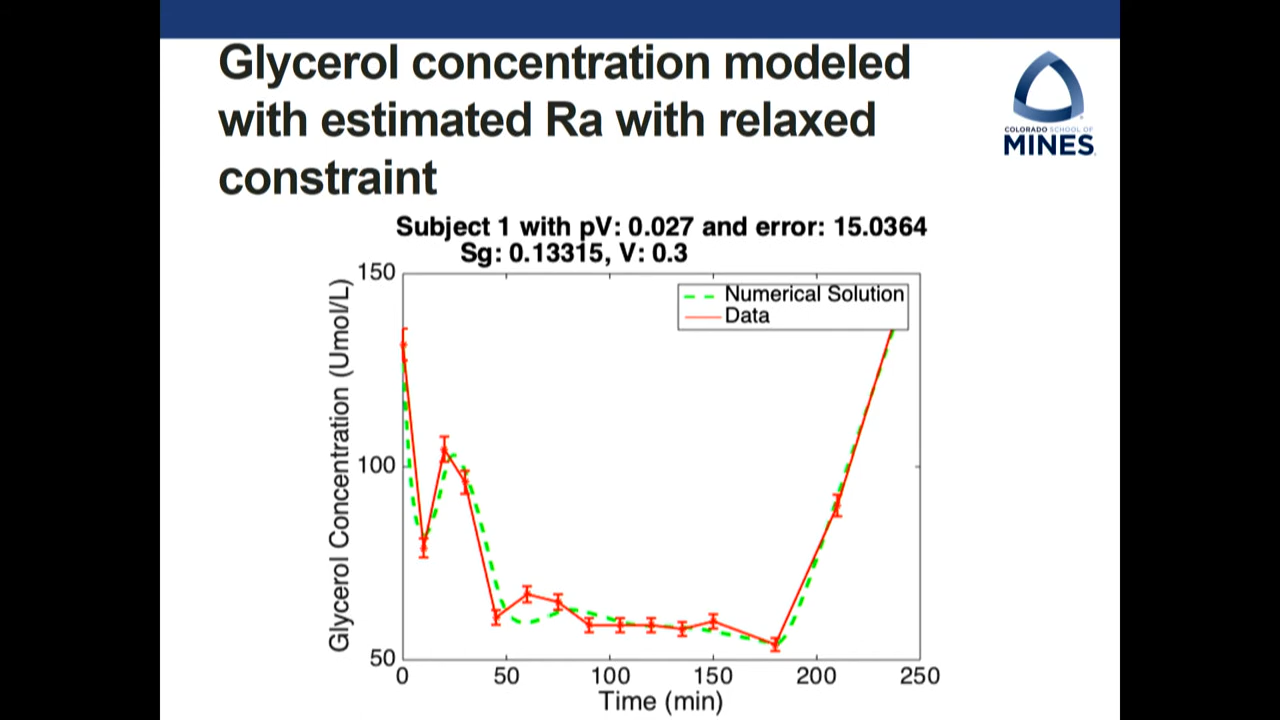 Glycerol concentration modeled
with estimated Ra with relaxed
constraint
COLORADO SCHOOL OF
MINES
Subject 1 with pV: 0.027 and error: 15.0364
Sg: 0.13315, V: 0.3
Glycerol Concentration (Umol/L)
150
100
50
Numerical Solution
Data
0 50 100 150 200 250
Time (min)